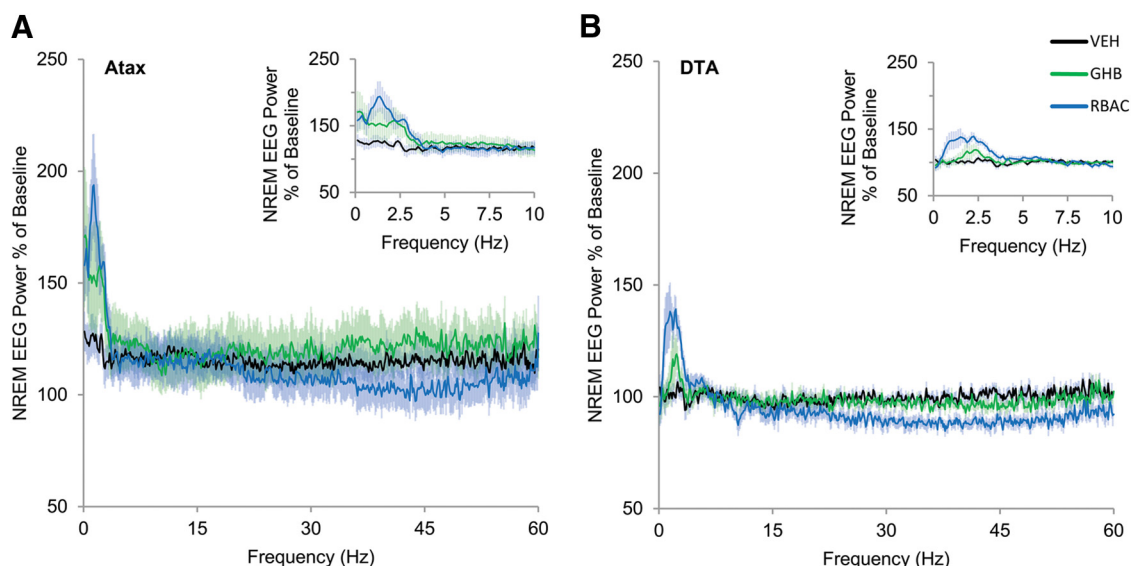 A
B
Atax
DTA
VEH
GHB
RBAC
NREM EEG Power % of Baseline
250
200
150
100
50
0
15
30
45
60
Frequency (Hz)
NREM EEG Power
% of Baseline
250
150
50
0
2.5
5
7.5
10
Frequency (Hz)
NREM EEG Power % of Baseline
250
200
150
100
50
0
15
30
45
60
Frequency (Hz)
NREM EEG Power
% of Baseline
250
150
50
0
2.5
5
7.5
10
Frequency (Hz)